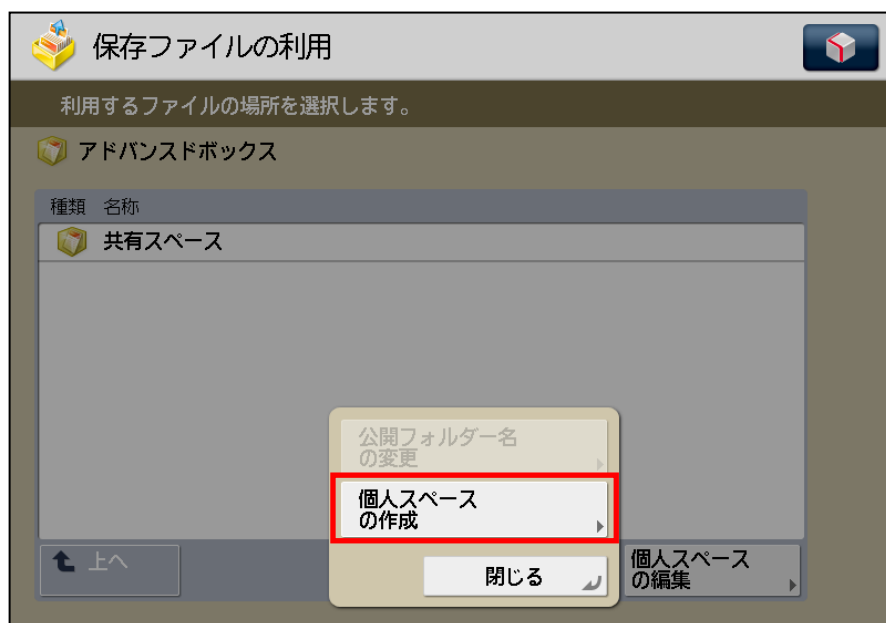 保存ファイルの利用
利用するファイルの場所を選択します。
アドバンスドボックス
種類 名称
共有スペース
公開フォルダー名
の変更
個人スペース
の作成
閉じる
上へ
個人スペース
の編集